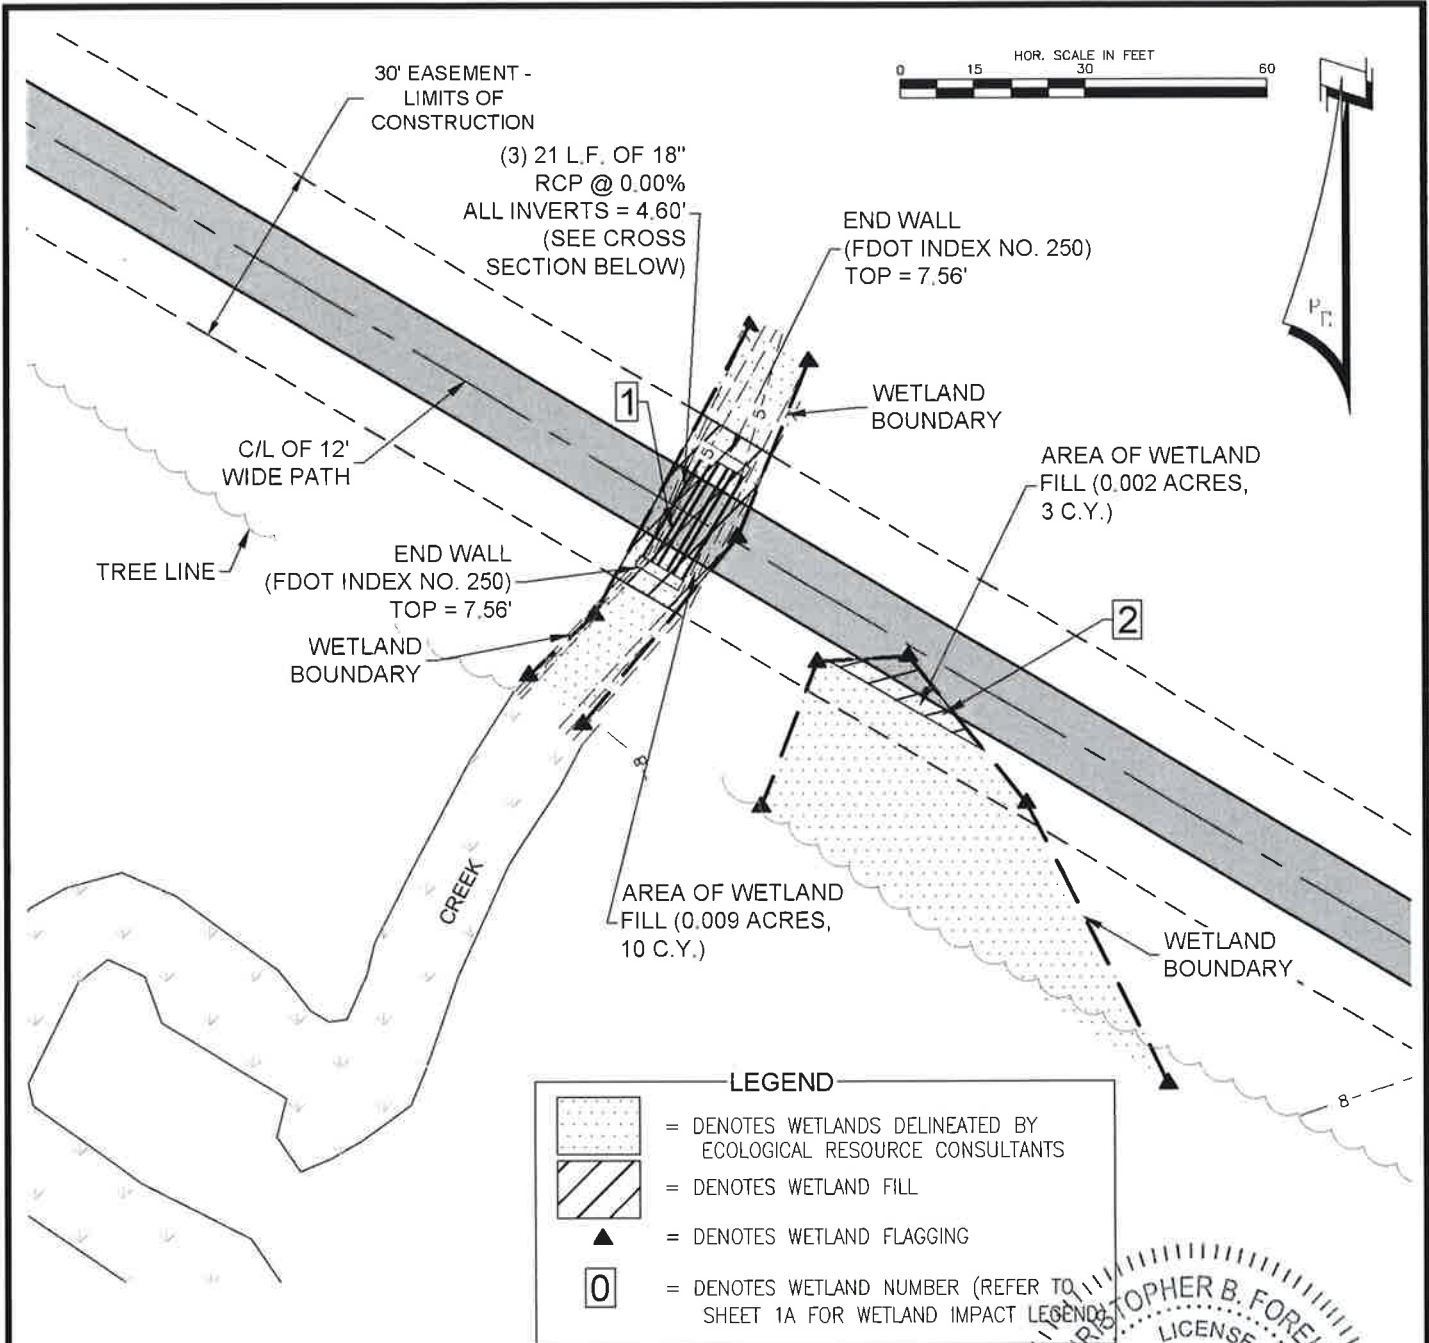 HOR. SCALE IN FEET
0 15 30 60
30' EASEMENT -
LIMITS OF
CONSTRUCTION
(3) 21 L.F. OF 18"
RCP @ 0.00%
ALL INVERTS = 4.60'
(SEE CROSS
SECTION BELOW)
END WALL
(FDOT INDEX NO. 250)
TOP = 7.56'
1
WETLAND
BOUNDARY
5
5
C/L OF 12'
WIDE PATH
AREA OF WETLAND
FILL (0.002 ACRES,
3 C.Y.)
TREE LINE
END WALL
(FDOT INDEX NO. 250)
TOP = 7.56'
2
WETLAND
BOUNDARY
8
CREEK
AREA OF WETLAND
FILL (0.009 ACRES,
10 C.Y.)
WETLAND
BOUNDARY
8
LEGEND
= DENOTES WETLANDS DELINEATED BY
ECOLOGICAL RESOURCE CONSULTANTS
= DENOTES WETLAND FILL
= DENOTES WETLAND FLAGGING
0 = DENOTES WETLAND NUMBER (REFER TO
SHEET 1A FOR WETLAND IMPACT LEGEND)
B.
LICENSE